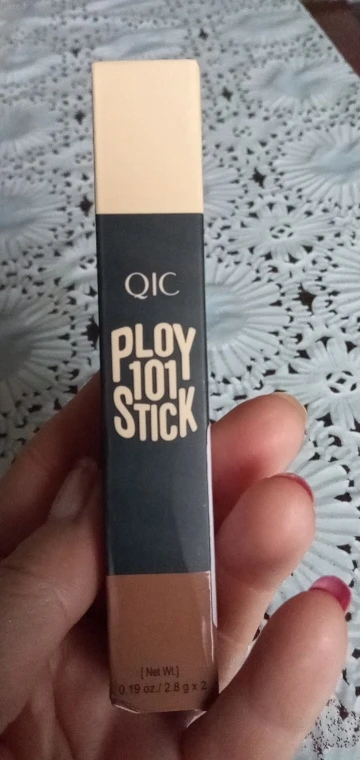 QIC
PLOY
101
STICK
[ Net Wt.]
0.19 oz./ 2.8 g x 2